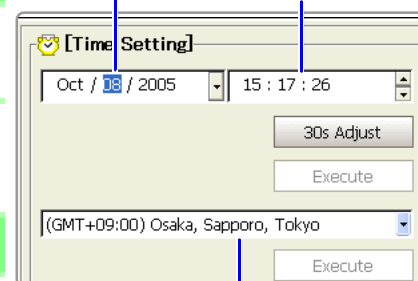 [Time Setting]
Oct / 08 / 2005 15 : 17 : 26
30s Adjust
Execute
(GMT+09:00) Osaka, Sapporo, Tokyo
Execute